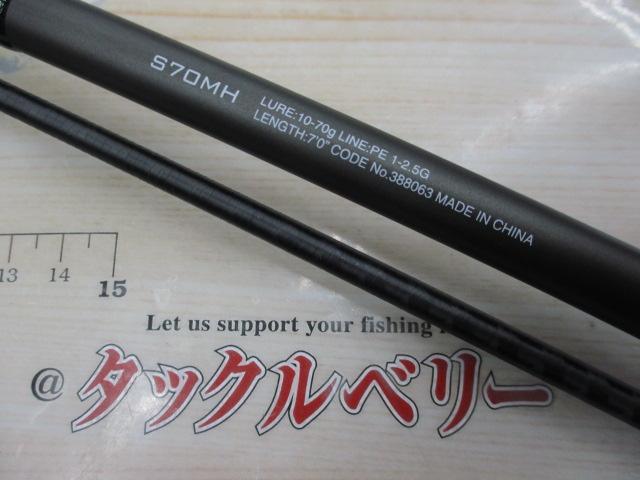 S70MH
LURE:10-70g LINE:PE 1-2.5G
LENGTH:7'0" CODE No.388063 MADE IN CHINA
13 14 15
Let us support your fishing
@タックルベリー